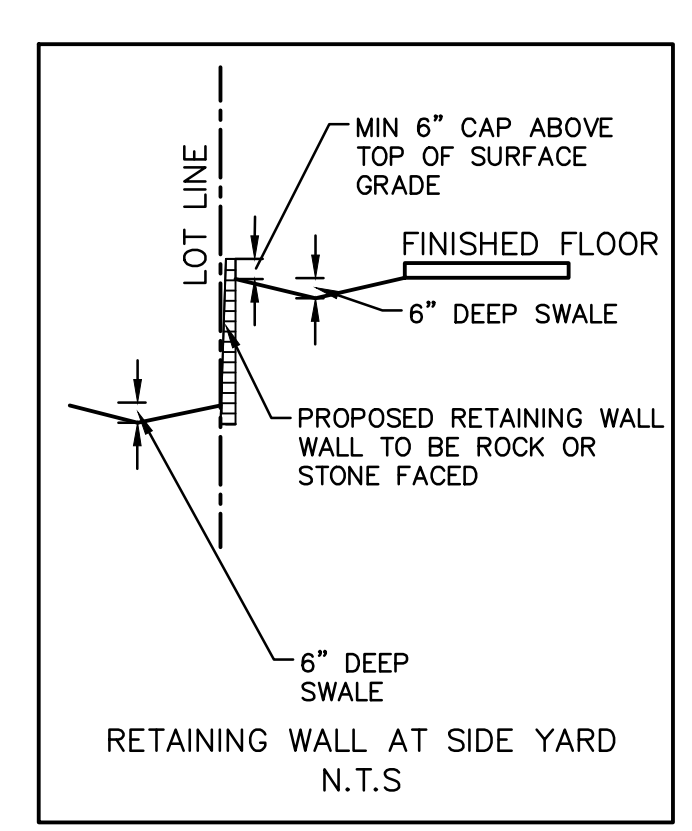 MIN 6” CAP ABOVE
TOP OF SURFACE
GRADE
LOT LINE
FINISHED FLOOR
6” DEEP SWALE
PROPOSED RETAINING WALL
WALL TO BE ROCK OR
STONE FACED
6” DEEP
SWALE
RETAINING WALL AT SIDE YARD
N.T.S